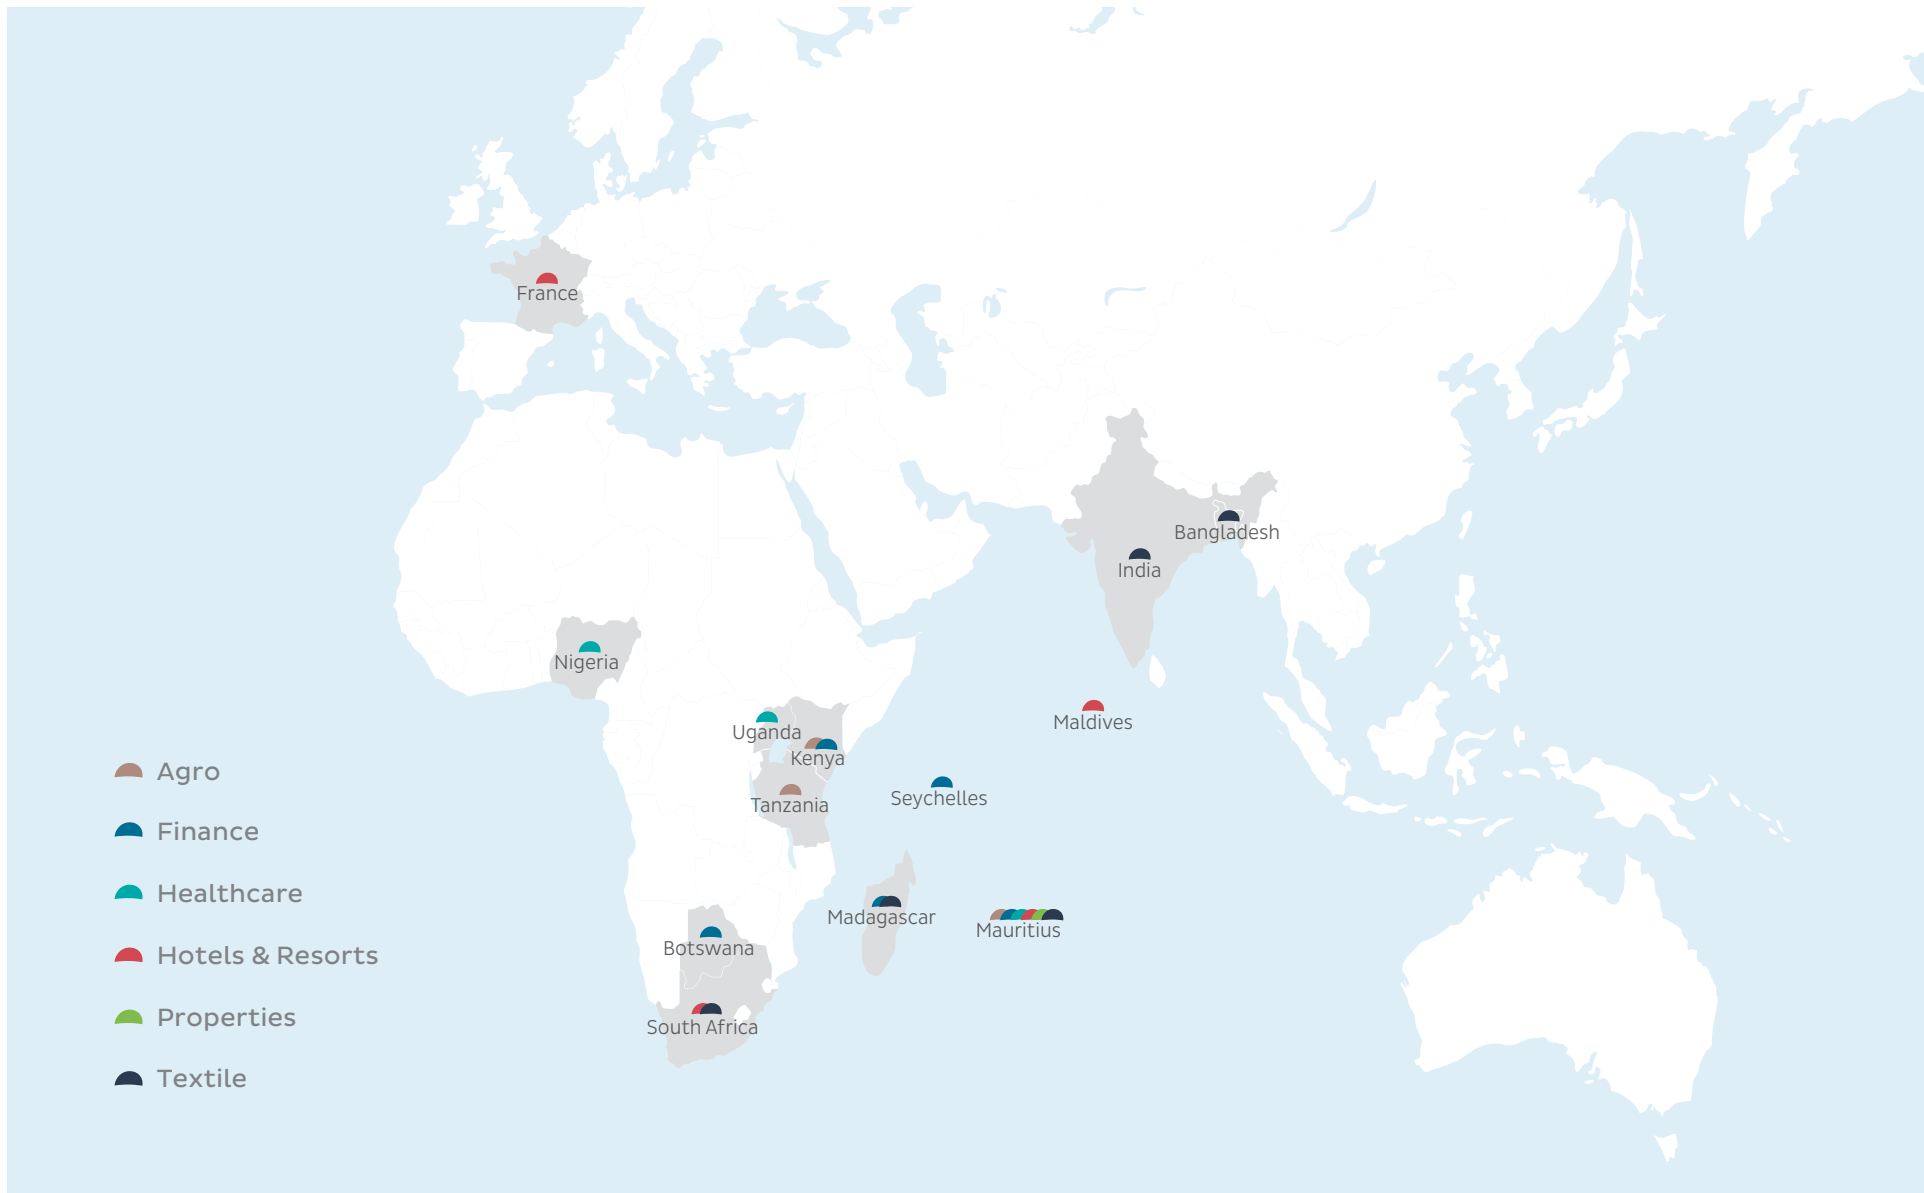 France
Bangladesh
India
Nigeria
Maldives
Uganda
Kenya
Seychelles
Tanzania
Madagascar
Mauritius
Botswana
South Africa
Agro
Finance
Healthcare
Hotels & Resorts
Properties
Textile